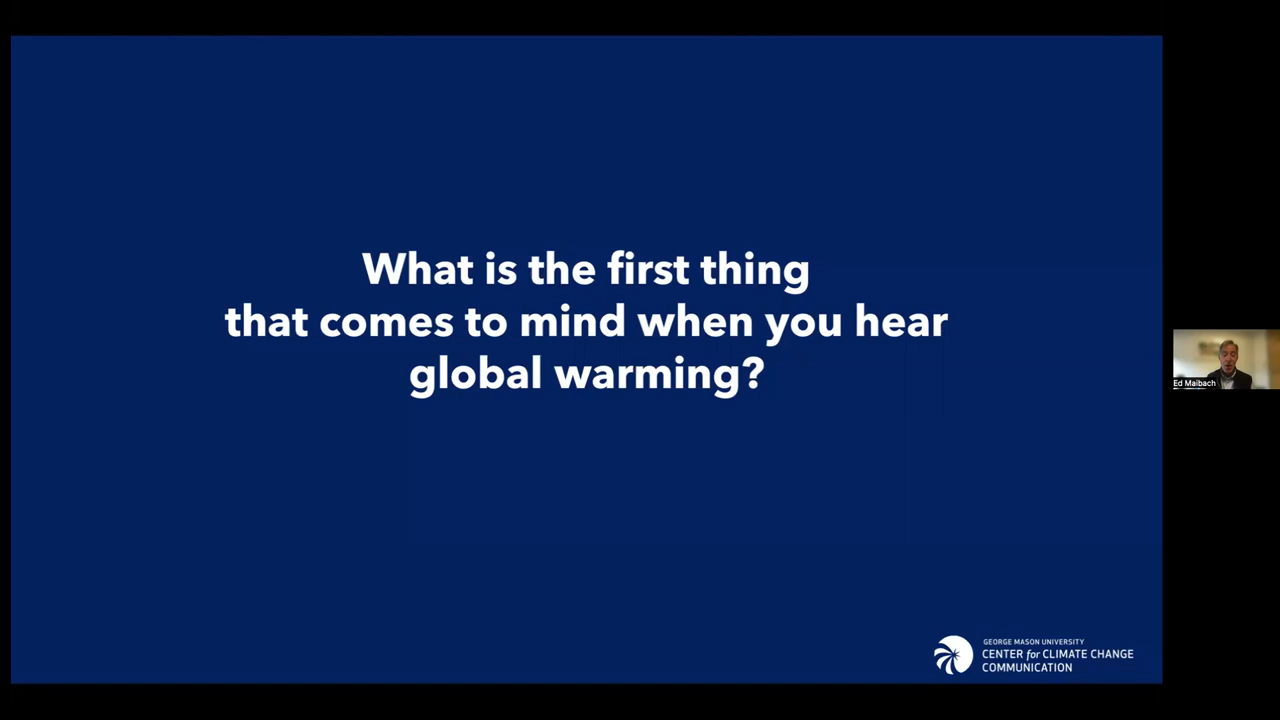 What is the first thing
that comes to mind when you hear
global warming?
Ed Maibach
GEORGE MASON UNIVERSITY
CENTER for CLIMATE CHANGE
COMMUNICATION